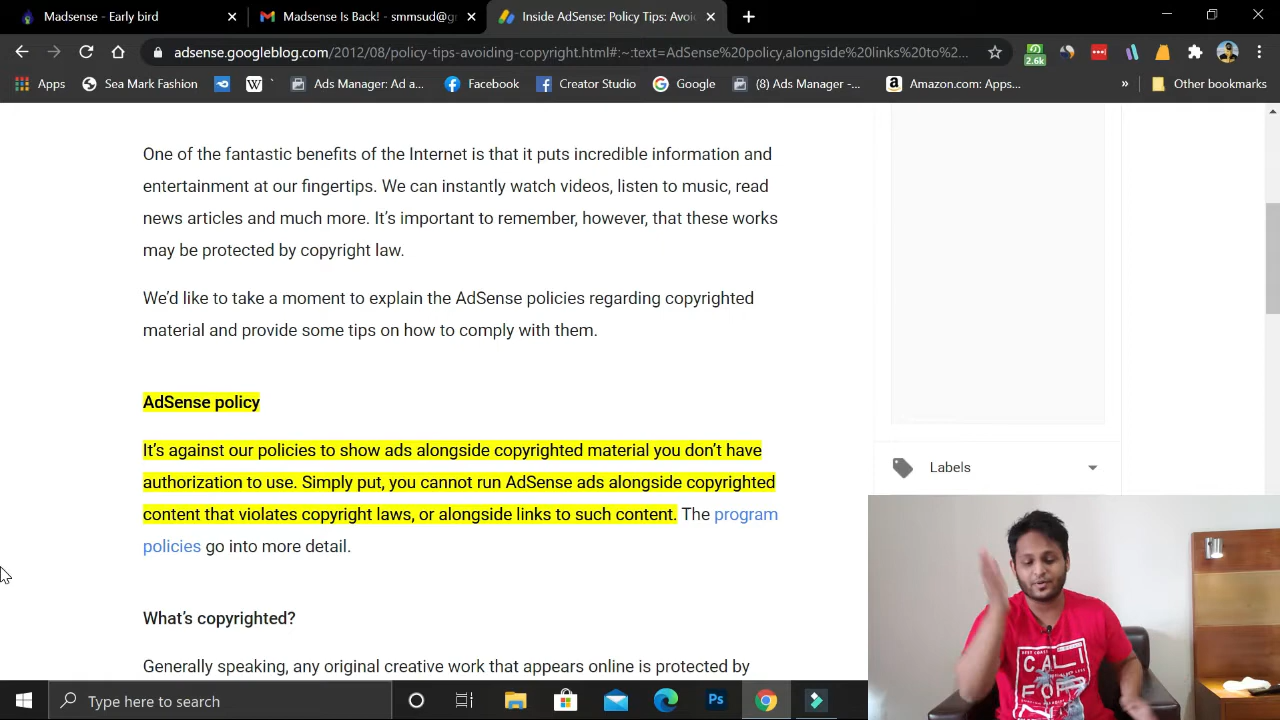 Madsense - Early bird
Madsense Is Back! - smmsud@gr
Inside AdSense: Policy Tips: Avoi
adsense.googleblog.com/2012/08/policy-tips-avoiding-copyright.html#:~:text=AdSense%20policy,alongside%20links%20to%2...
2.6k
Apps
Sea Mark Fashion
W
Ads Manager: Ad a...
Facebook
Creator Studio
Google
(8) Ads Manager -...
Amazon.com: Apps...
»
Other bookmarks
One of the fantastic benefits of the Internet is that it puts incredible information and
entertainment at our fingertips. We can instantly watch videos, listen to music, read
news articles and much more. It's important to remember, however, that these works
may be protected by copyright law.
We'd like to take a moment to explain the AdSense policies regarding copyrighted
material and provide some tips on how to comply with them.
AdSense policy
It's against our policies to show ads alongside copyrighted material you don't have
authorization to use. Simply put, you cannot run AdSense ads alongside copyrighted
content that violates copyright laws, or alongside links to such content. The program
policies go into more detail.
What's copyrighted?
Generally speaking, any original creative work that appears online is protected by
Labels
CALI
FOR
Type here to search
Ps